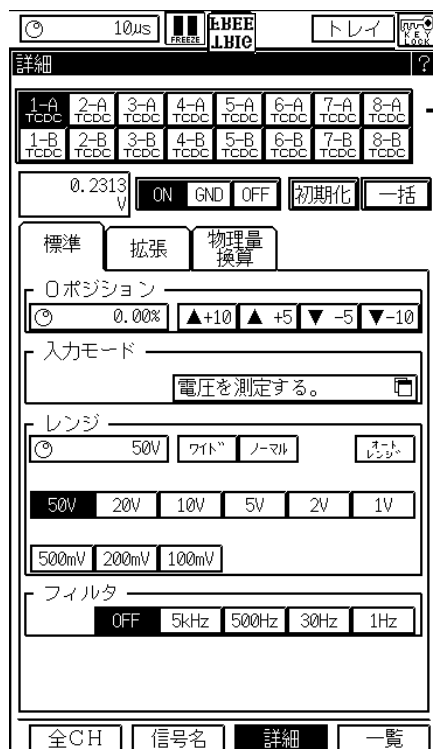 10μs FREEZE FREE TRIG トレイ KEY LOCK
詳細 ?
1-A 2-A 3-A 4-A 5-A 6-A 7-A 8-A
TCDC TCDC TCDC TCDC TCDC TCDC TCDC TCDC
1-B 2-B 3-B 4-B 5-B 6-B 7-B 8-B
TCDC TCDC TCDC TCDC TCDC TCDC TCDC TCDC
0.2313 V ON GND OFF 初期化 一括
標準 拡張 物理量換算
0ポジション
0.00% ▲+10 ▲ +5 ▼ -5 ▼-10
入力モード
電圧を測定する。
レンジ
50V ワイド ノーマル オートレンジ
50V 20V 10V 5V 2V 1V
500mV 200mV 100mV
フィルタ
OFF 5kHz 500Hz 30Hz 1Hz
全CH 信号名 詳細 一覧